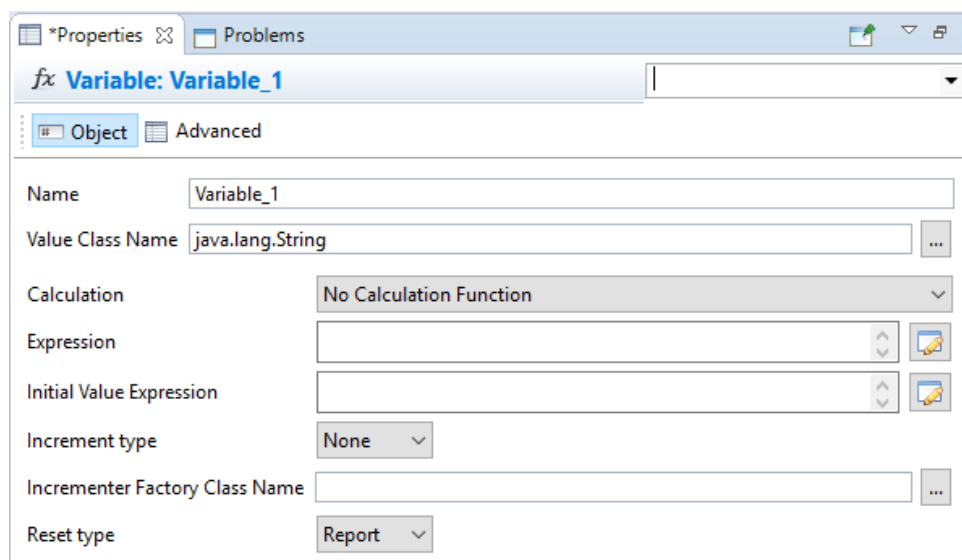 *Properties Problems
fx Variable: Variable_1
Object Advanced
Name Variable_1
Value Class Name java.lang.String ...
Calculation No Calculation Function
Expression
Initial Value Expression
Increment type None
Incrementer Factory Class Name ...
Reset type Report